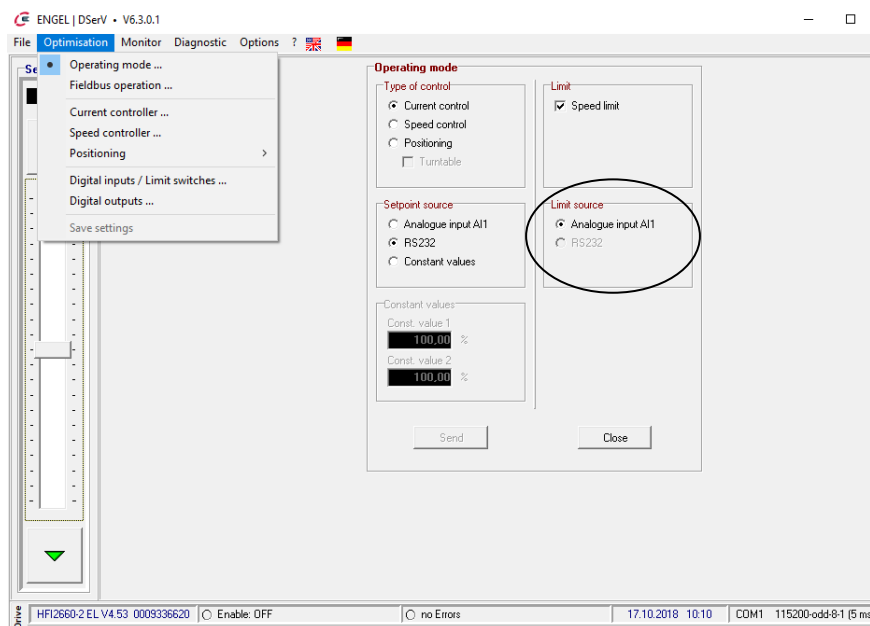 ENGEL | DSerV • V6.3.0.1
File Optimisation Monitor Diagnostic Options ?
Se
Operating mode ...
Fieldbus operation ...
Current controller ...
Speed controller ...
Positioning
Digital inputs / Limit switches ...
Digital outputs ...
Save settings
Operating mode
Type of control
Current control
Speed control
Positioning
Turntable
Limit
Speed limit
Setpoint source
Analogue input AI1
RS232
Constant values
Limit source
Analogue input AI1
RS232
Constant values
Const. value 1
100,00 %
Const. value 2
100,00 %
Send
Close
Drive
HFI2660-2 EL V4.53 0009336620 Enable: OFF no Errors 17.10.2018 10:10 COM1 115200-odd-8-1 (5 ms